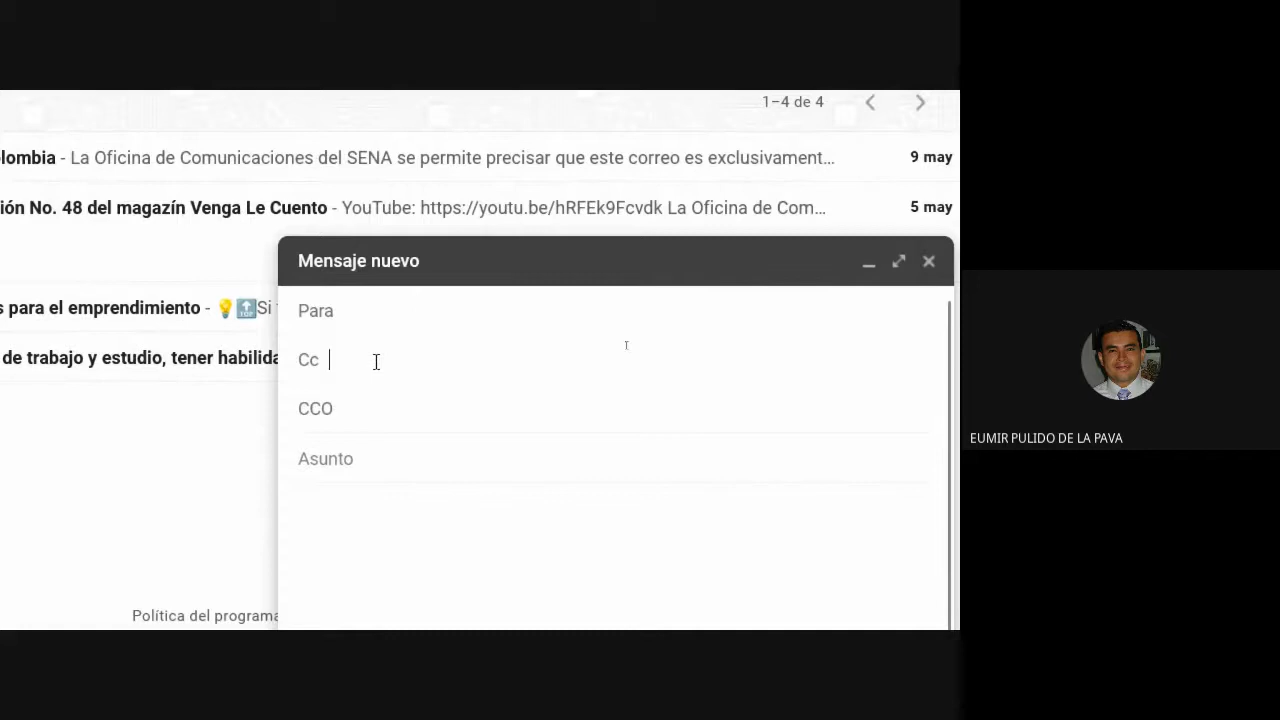 1–4 de 4
lombia - La Oficina de Comunicaciones del SENA se permite precisar que este correo es exclusivament... 9 may
ión No. 48 del magazín Venga Le Cuento - YouTube: https://youtu.be/hRFEk9Fcvdk La Oficina de Com... 5 may
Mensaje nuevo
s para el emprendimiento - 💡🔝Si
Para
de trabajo y estudio, tener habilida
Cc
CCO
EUMIR PULIDO DE LA PAVA
Asunto
Política del programa